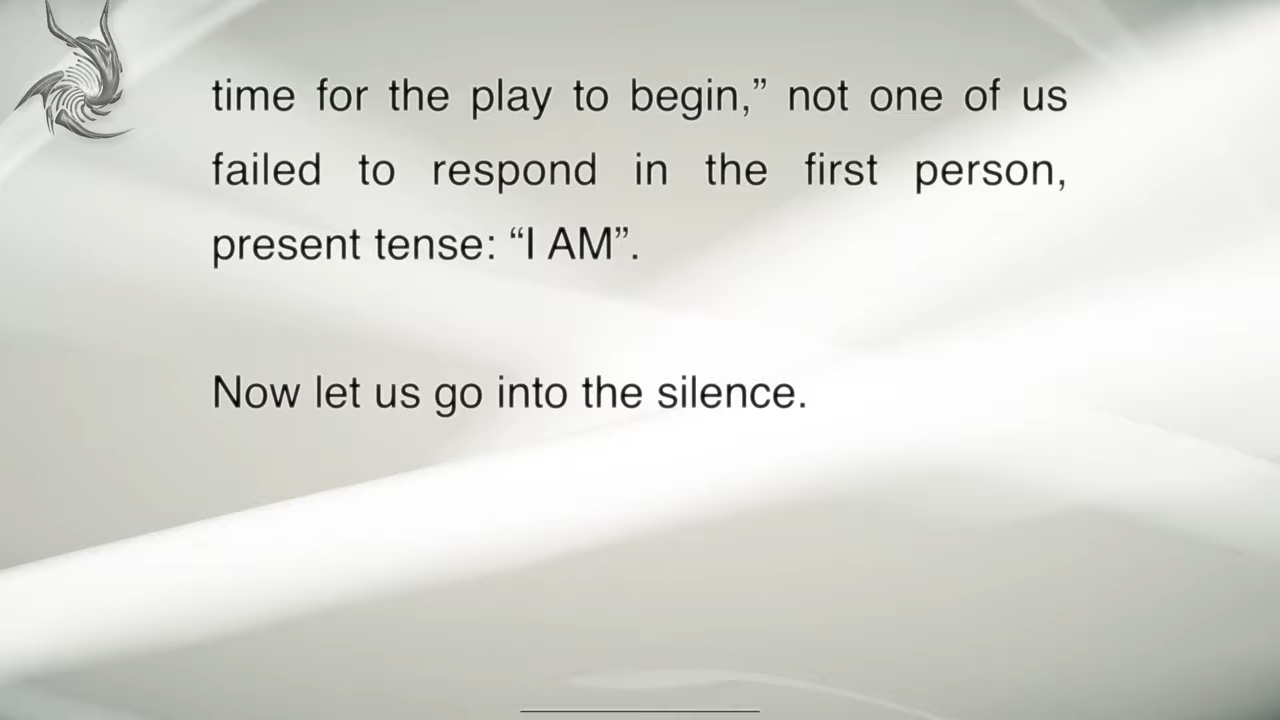 time for the play to begin,” not one of us
failed to respond in the first person,
present tense: “I AM”.
Now let us go into the silence.